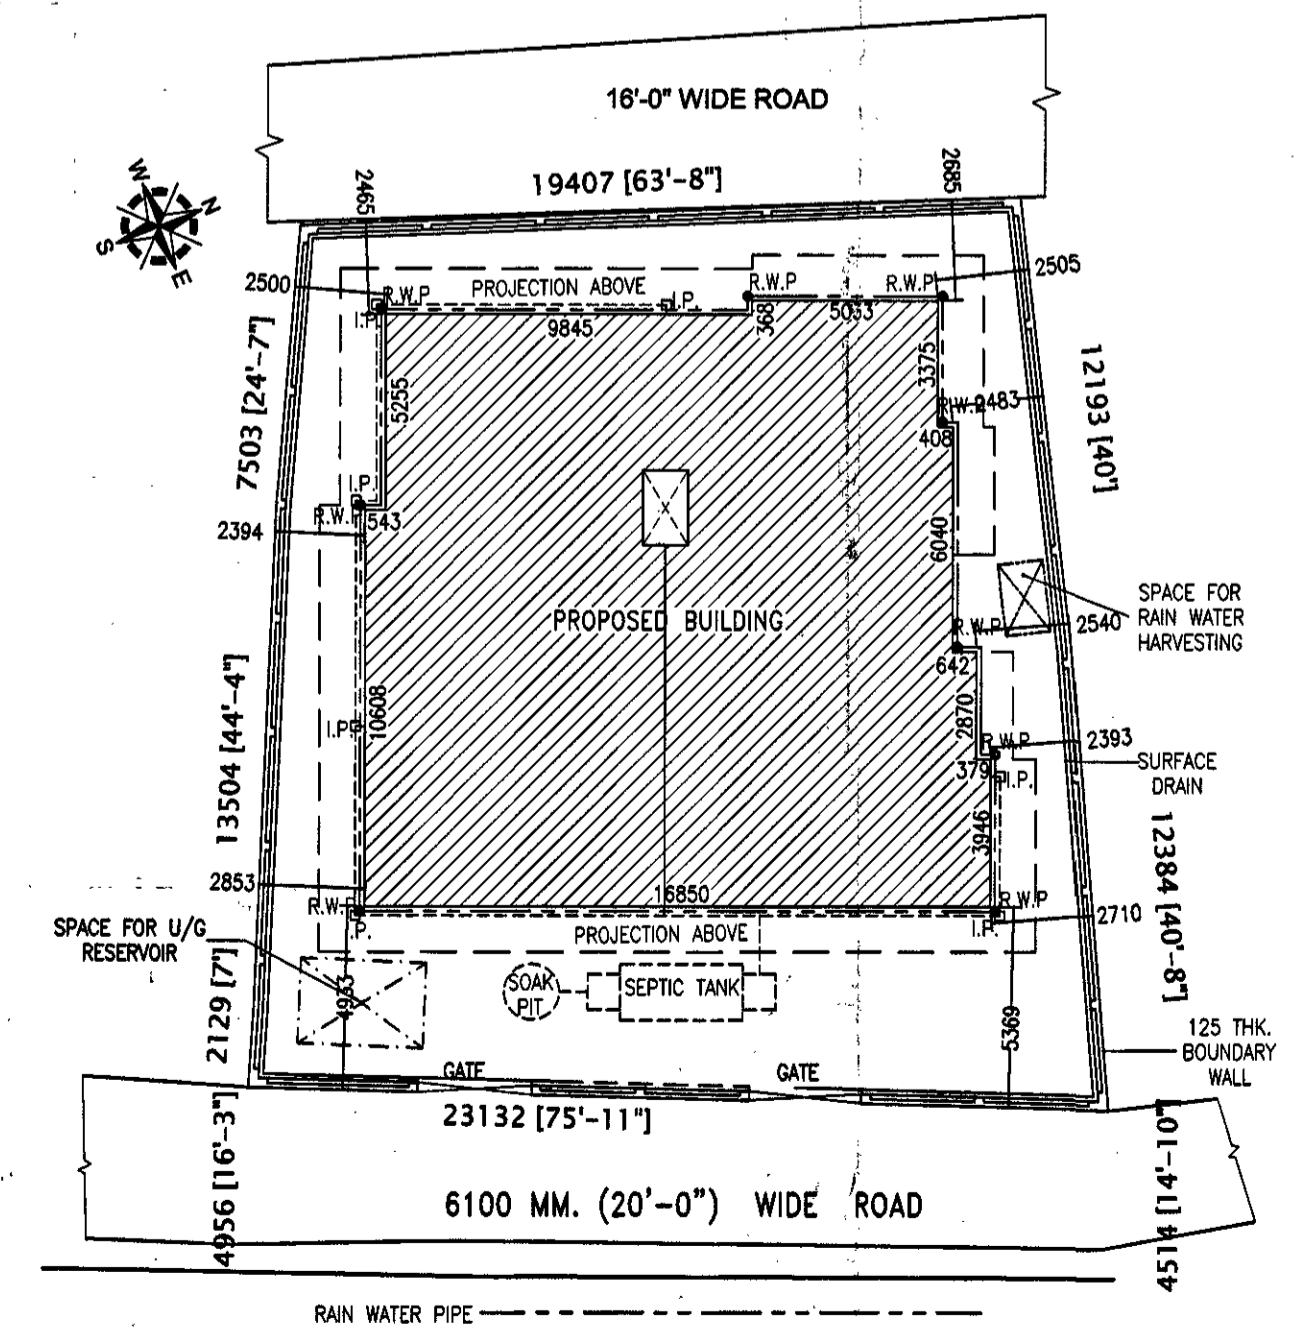 16'-0" WIDE ROAD
19407 [63'-8"]
2465
2685
W
N
S
E
2500
R.W.P
PROJECTION ABOVE
I.P.
R.W.P
R.W.P
2505
I.P
9845
368
5033
7503 [24'-7"]
5255
3375
R.W.P
2483
408
12193 [40']
I.P.
R.W.P
543
2394
6040
PROPOSED BUILDING
SPACE FOR
RAIN WATER
HARVESTING
R.W.P
2540
642
13504 [44'-4"]
10608
I.P.
2870
R.W.P
2393
379
SURFACE
DRAIN
I.P.
3946
12384 [40'-8"]
2853
16850
R.W.P
R.W.P
I.P.
I.P.
2710
PROJECTION ABOVE
SPACE FOR U/G
RESERVOIR
2129 [7']
4933
SOAK
PIT
SEPTIC TANK
5369
125 THK.
BOUNDARY
WALL
GATE
GATE
23132 [75'-11"]
4956 [16'-3"]
4514 [14'-10"]
6100 MM. (20'-0") WIDE ROAD
RAIN WATER PIPE